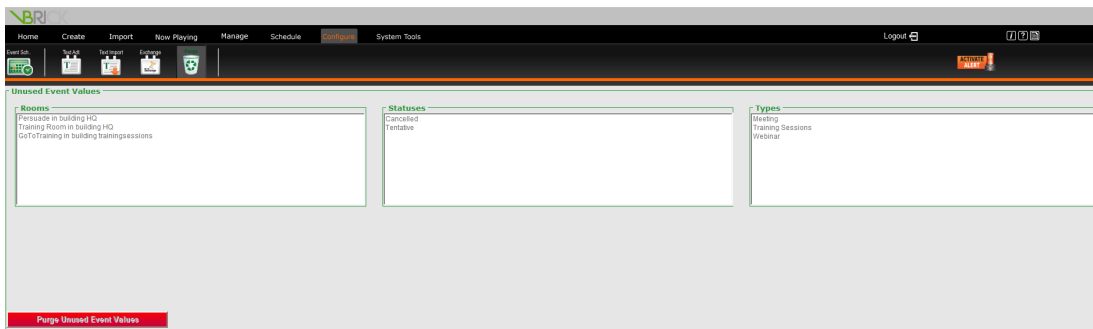 VBRICK
Home Create Import Now Playing Manage Schedule Configure System Tools Logout
Event Sch. Text Adt Text Import Exchange
ACTIVATE ALERT
Unused Event Values
Rooms
Persuade in building HQ
Training Room in building HQ
GoToTraining in building trainingsessions
Statuses
Cancelled
Tentative
Types
Meeting
Training Sessions
Webinar
Purge Unused Event Values